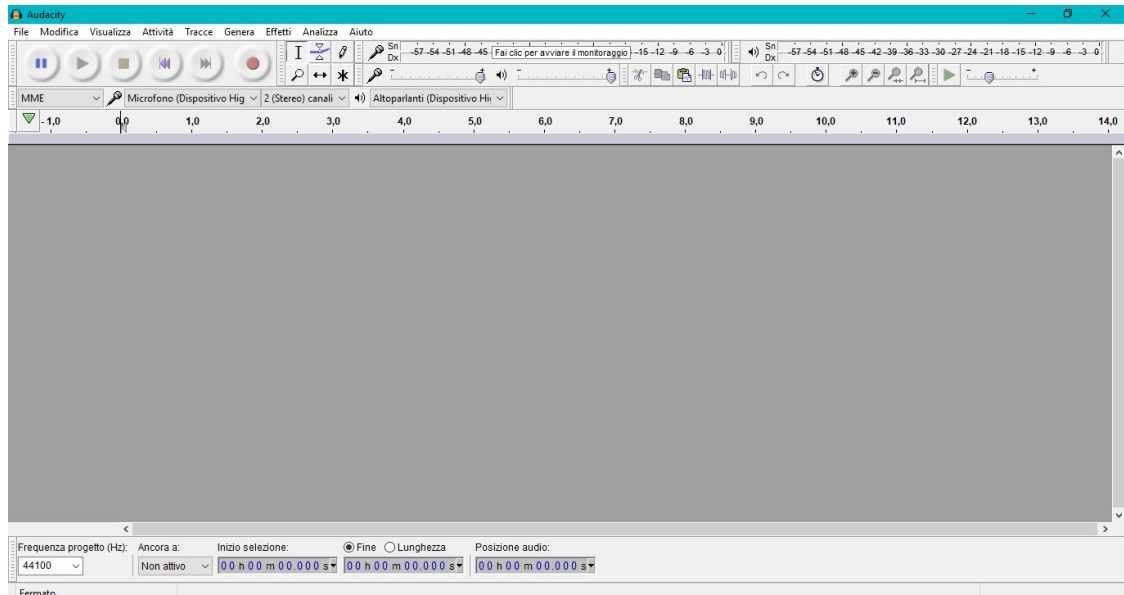 Audacity
File Modifica Visualizza Attività Tracce Genera Effetti Analizza Aiuto
Sn Dx -57 -54 -51 -48 -45 Fai clic per avviare il monitoraggio -15 -12 -9 -6 -3 0 Sn Dx -57 -54 -51 -48 -45 -42 -39 -36 -33 -30 -27 -24 -21 -18 -15 -12 -9 -6 -3 0
MME Microfono (Dispositivo Hig 2 (Stereo) canali Altoparlanti (Dispositivo Hig
- 1,0 0,0 1,0 2,0 3,0 4,0 5,0 6,0 7,0 8,0 9,0 10,0 11,0 12,0 13,0 14,0
Frequenza progetto (Hz): Ancora a: Inizio selezione: Fine Lunghezza Posizione audio:
44100 Non attivo 00 h 00 m 00.000 s 00 h 00 m 00.000 s 00 h 00 m 00.000 s
Fermato